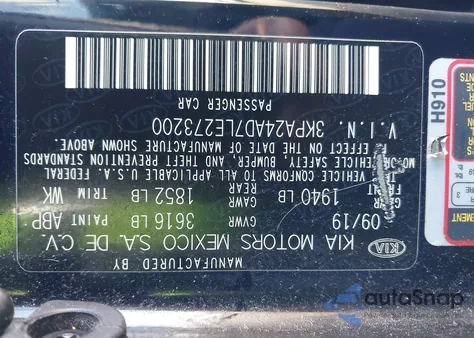 MANUFACTURED BY
KIA
KIA MOTORS MEXICO S.A. DE C.V.
09/19 GVWR 3616 LB PAINT ABP
GAWR FRONT 1940 LB GAWR REAR 1852 LB TRIM WK
VEHICLE CONFORMS TO ALL APPLICABLE U.S.A. FEDERAL
MOTOR VEHICLE SAFETY, BUMPER, AND THEFT PREVENTION STANDARDS
EFFECT ON THE DATE OF MANUFACTURE SHOWN ABOVE.
V.I.N. 3KPA24AD7LE273200
PASSENGER CAR
H910
autoSnap